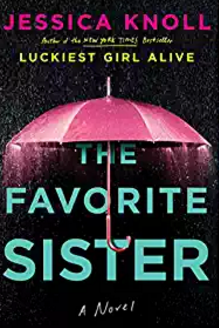 JESSICA KNOLL
Author of the NEW YORK TIMES Bestseller
LUCKIEST GIRL ALIVE
THE
FAVORITE
SISTER
A Novel